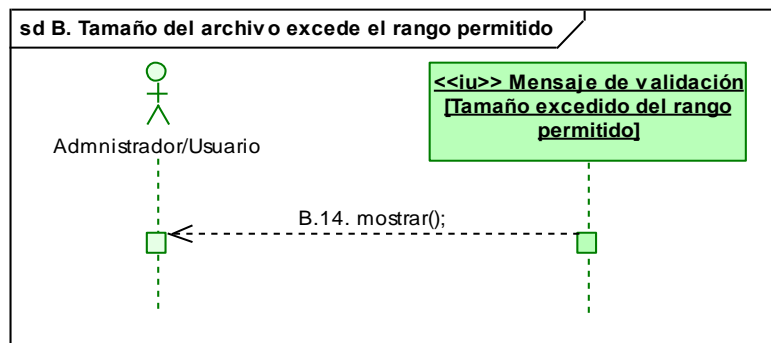 sd B. Tamaño del archivo excede el rango permitido
<<iu>> Mensaje de validación
[Tamaño excedido del rango
permitido]
Admnistrador/Usuario
B.14. mostrar();